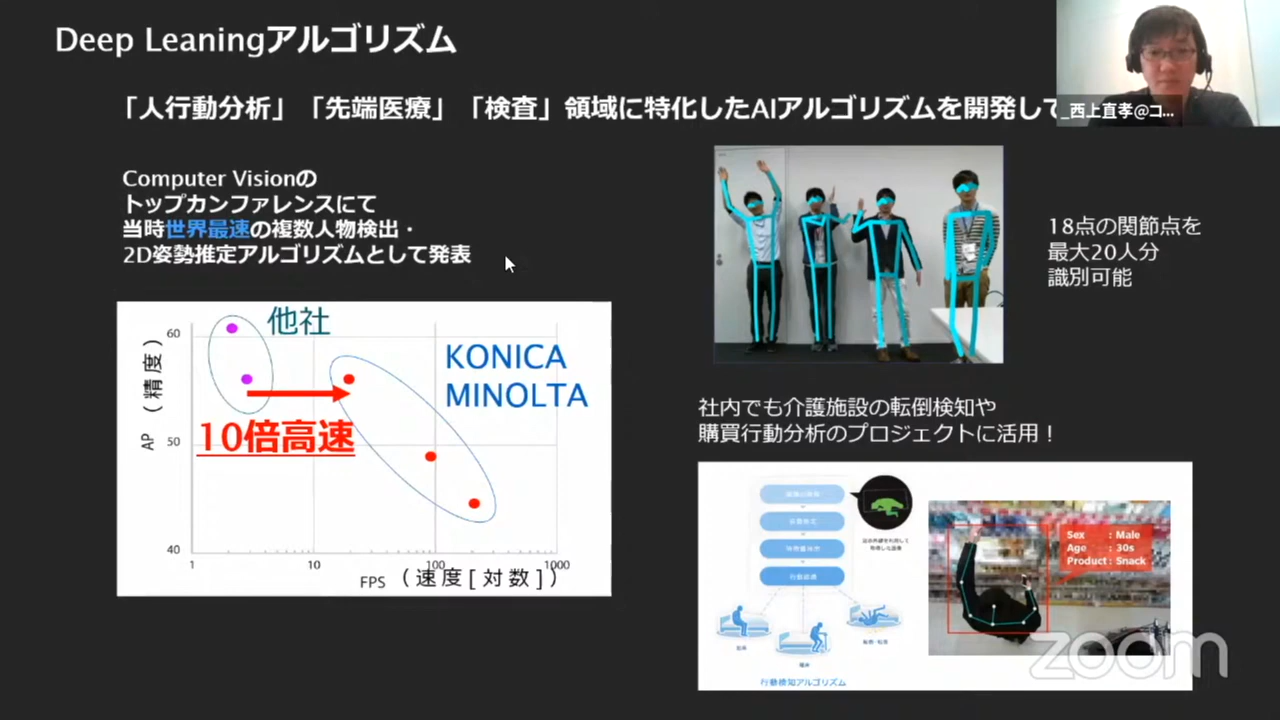 Deep Leaningアルゴリズム
「人行動分析」「先端医療」「検査」領域に特化したAIアルゴリズムを開発して
_西上直孝@コ...
Computer Visionの
トップカンファレンスにて
当時世界最速の複数人物検出・
2D姿勢推定アルゴリズムとして発表
18点の関節点を
最大20人分
識別可能
他社
KONICA
MINOLTA
10倍高速
AP（精度）
60
50
40
1
10
100
1000
FPS（速度[対数]）
社内でも介護施設の転倒検知や
購買行動分析のプロジェクトに活用！
Sex : Male
Age : 30s
Product : Snack
行動検知アルゴリズム
zoom